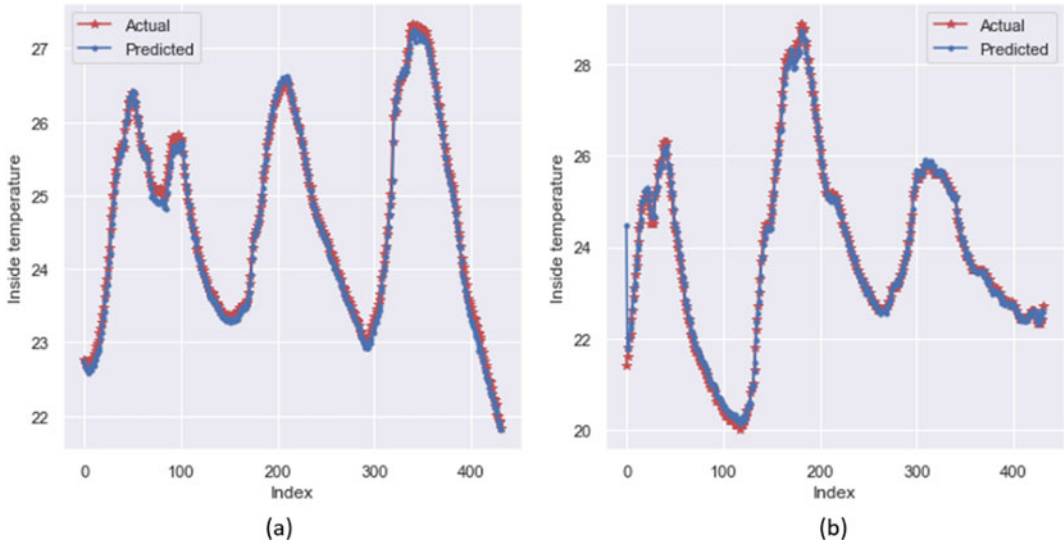 Actual
Predicted
27
26
25
24
23
22
Inside temperature
0 100 200 300 400
Index
(a)
Actual
Predicted
28
26
24
22
20
Inside temperature
0 100 200 300 400
Index
(b)